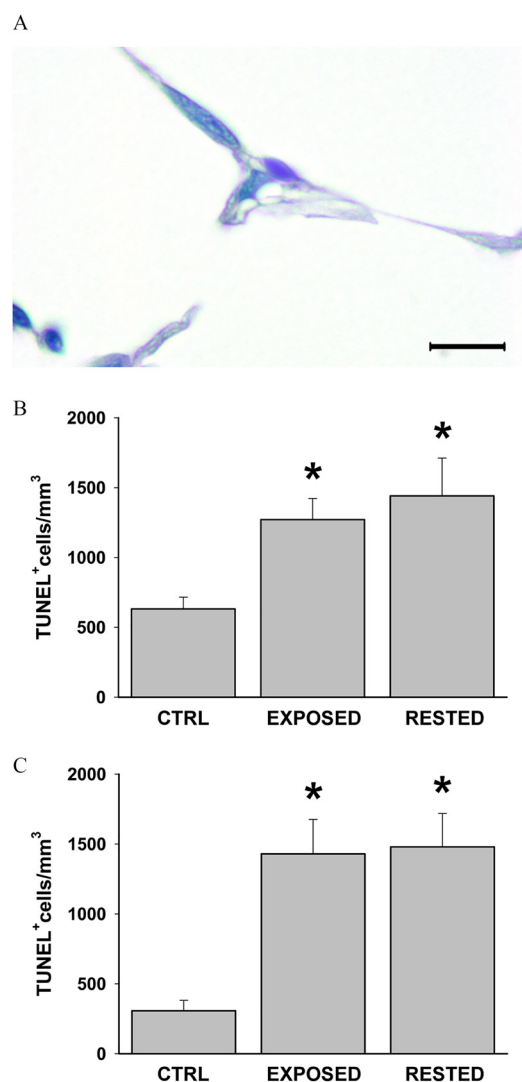 A
B
2000
*
*
1500
TUNEL⁺cells/mm³
1000
500
0
CTRL EXPOSED RESTED
C
2000
*
*
1500
TUNEL⁺cells/mm³
1000
500
0
CTRL EXPOSED RESTED